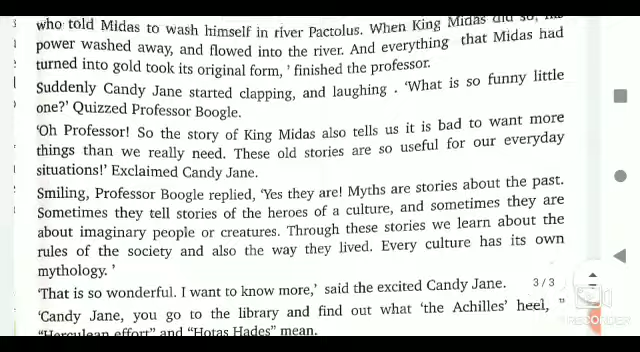 who told Midas to wash himself in river Pactolus. When King Midas did so, his
power washed away, and flowed into the river. And everything that Midas had
turned into gold took its original form, ' finished the professor.
Suddenly Candy Jane started clapping, and laughing . 'What is so funny little
one?' Quizzed Professor Boogle.
'Oh Professor! So the story of King Midas also tells us it is bad to want more
things than we really need. These old stories are so useful for our everyday
situations!' Exclaimed Candy Jane.
Smiling, Professor Boogle replied, 'Yes they are! Myths are stories about the past.
Sometimes they tell stories of the heroes of a culture, and sometimes they are
about imaginary people or creatures. Through these stories we learn about the
rules of the society and also the way they lived. Every culture has its own
mythology. '
'That is so wonderful. I want to know more,' said the excited Candy Jane.
3/3
'Candy Jane, you go to the library and find out what 'the Achilles' heel, "
"Herculean effort" and "Hotas Hades" mean.
RECORDER